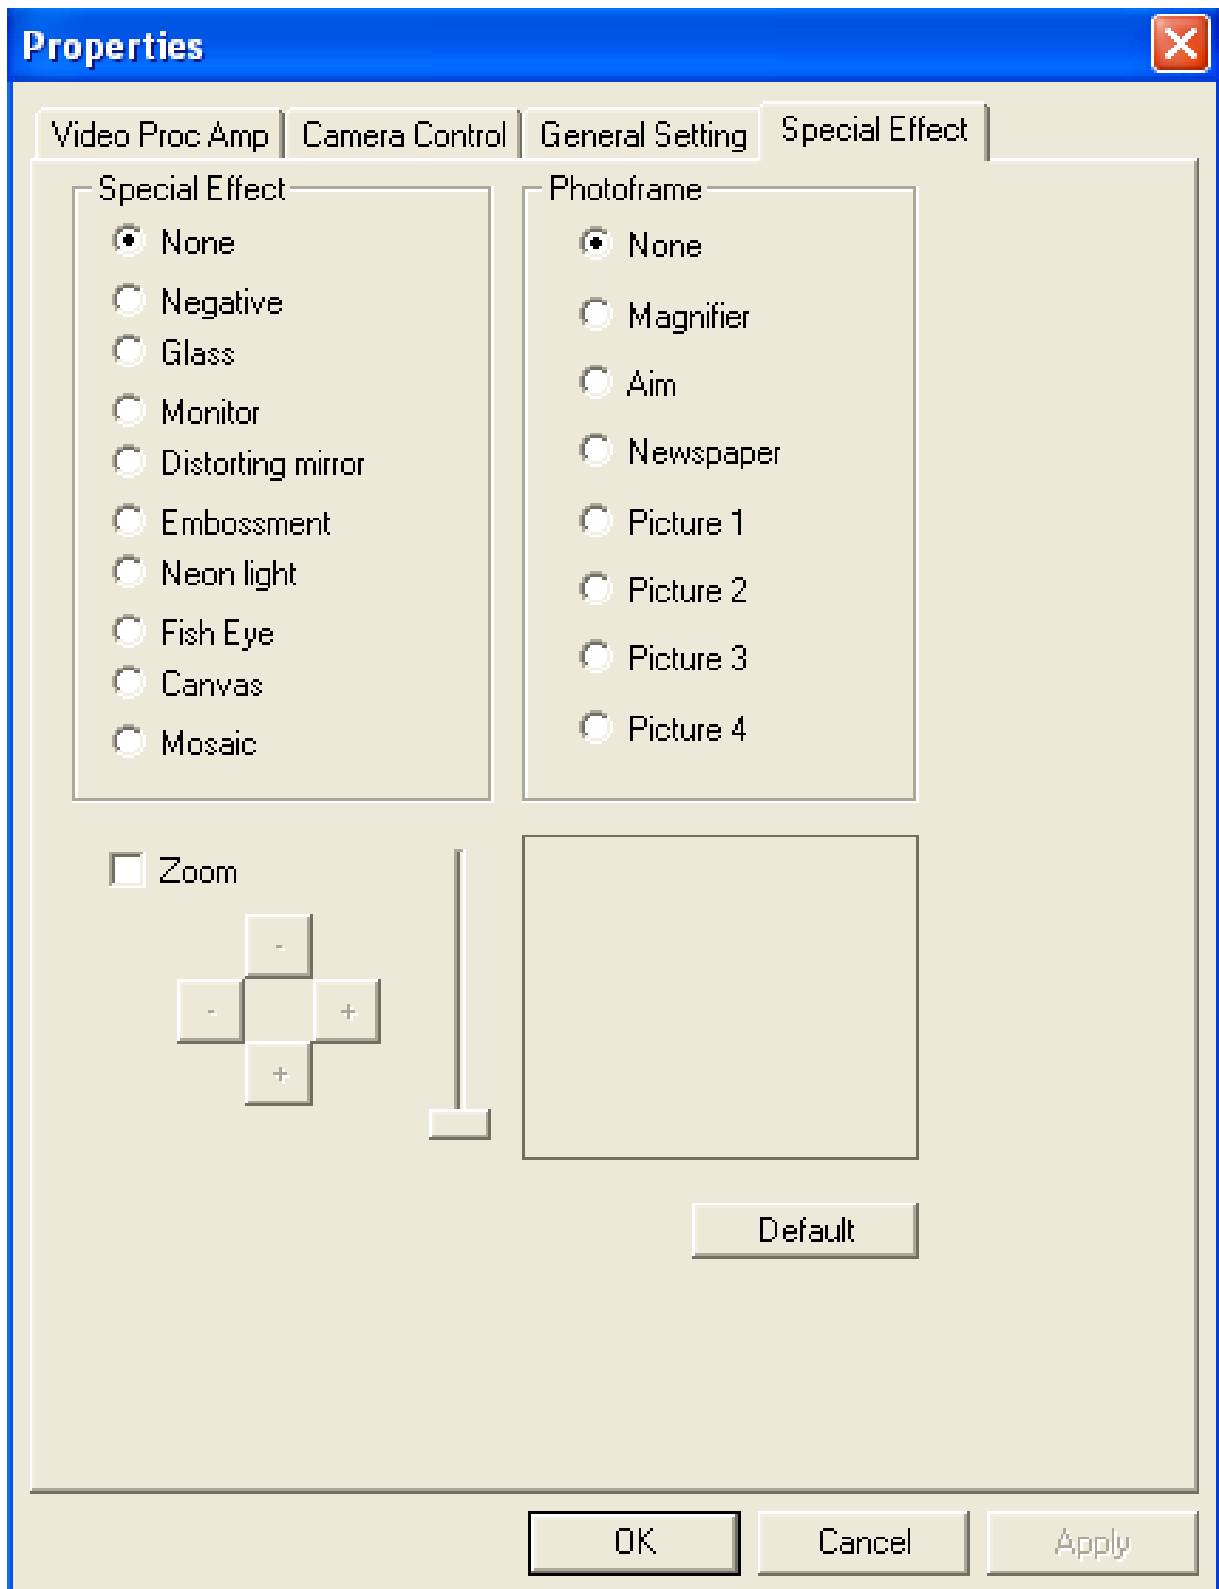 Properties
Video Proc Amp Camera Control General Setting Special Effect
Special Effect
None
Negative
Glass
Monitor
Distorting mirror
Embossment
Neon light
Fish Eye
Canvas
Mosaic
Photoframe
None
Magnifier
Aim
Newspaper
Picture 1
Picture 2
Picture 3
Picture 4
Zoom
-
- +
+
Default
OK Cancel Apply